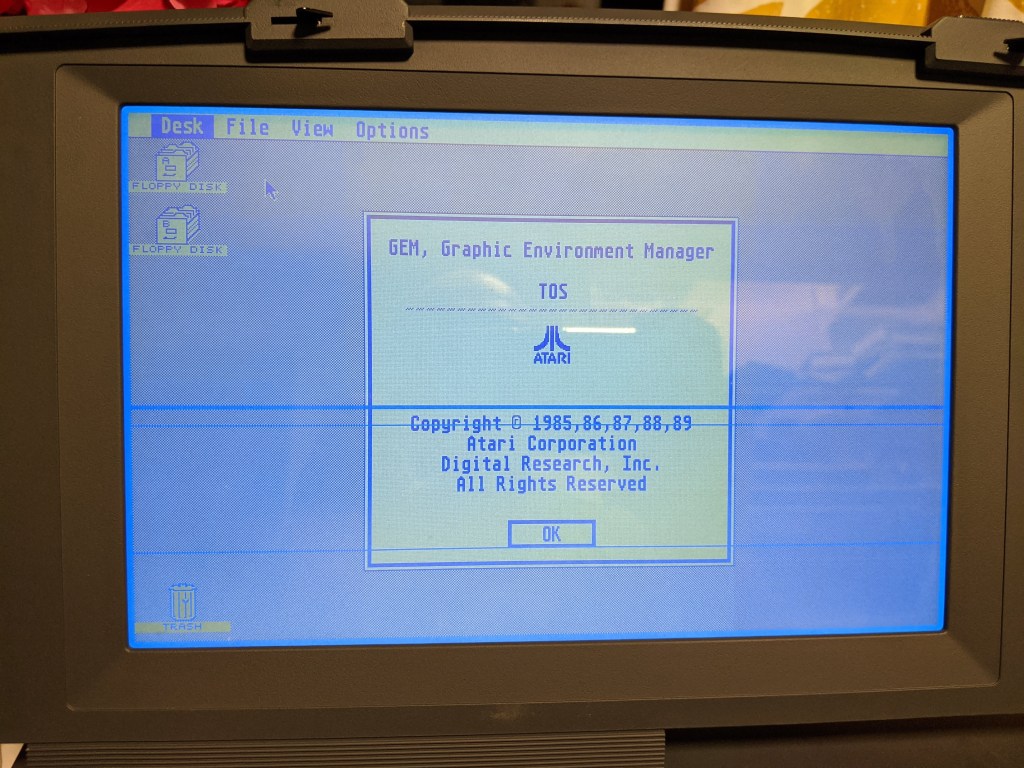 Desk File View Options
A
FLOPPY DISK
B
FLOPPY DISK
GEM, Graphic Environment Manager
TOS
ATARI
Copyright © 1985,86,87,88,89
Atari Corporation
Digital Research, Inc.
All Rights Reserved
OK
TRASH